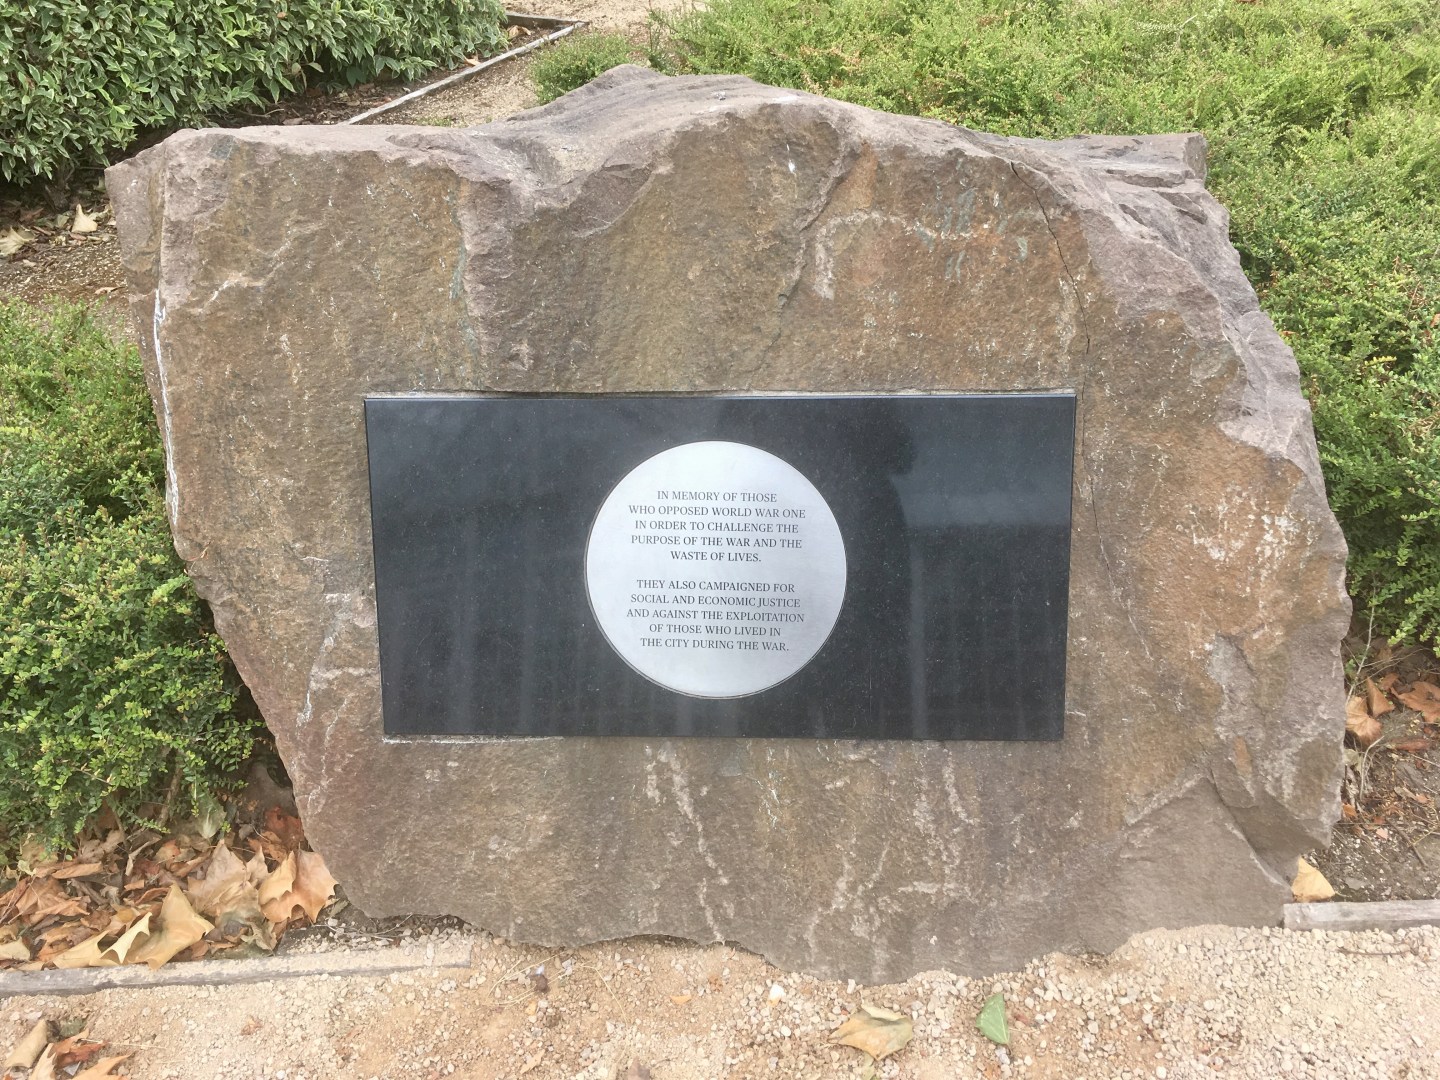 IN MEMORY OF THOSE
WHO OPPOSED WORLD WAR ONE
IN ORDER TO CHALLENGE THE
PURPOSE OF THE WAR AND THE
WASTE OF LIVES.
THEY ALSO CAMPAIGNED FOR
SOCIAL AND ECONOMIC JUSTICE
AND AGAINST THE EXPLOITATION
OF THOSE WHO LIVED IN
THE CITY DURING THE WAR.